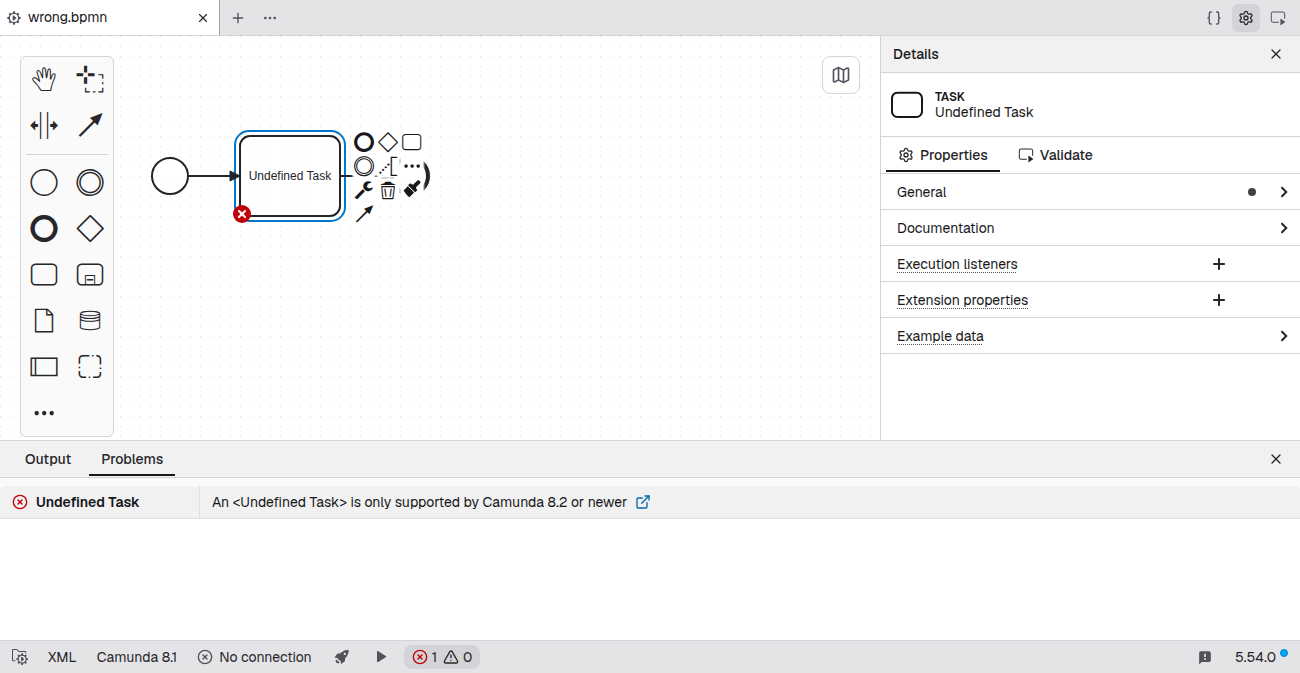 wrong.bpmn
Details
TASK
Undefined Task
Properties
Validate
Undefined Task
General
Documentation
Execution listeners
Extension properties
Example data
Output
Problems
Undefined Task
An <Undefined Task> is only supported by Camunda 8.2 or newer
XML
Camunda 8.1
No connection
1
0
5.54.0